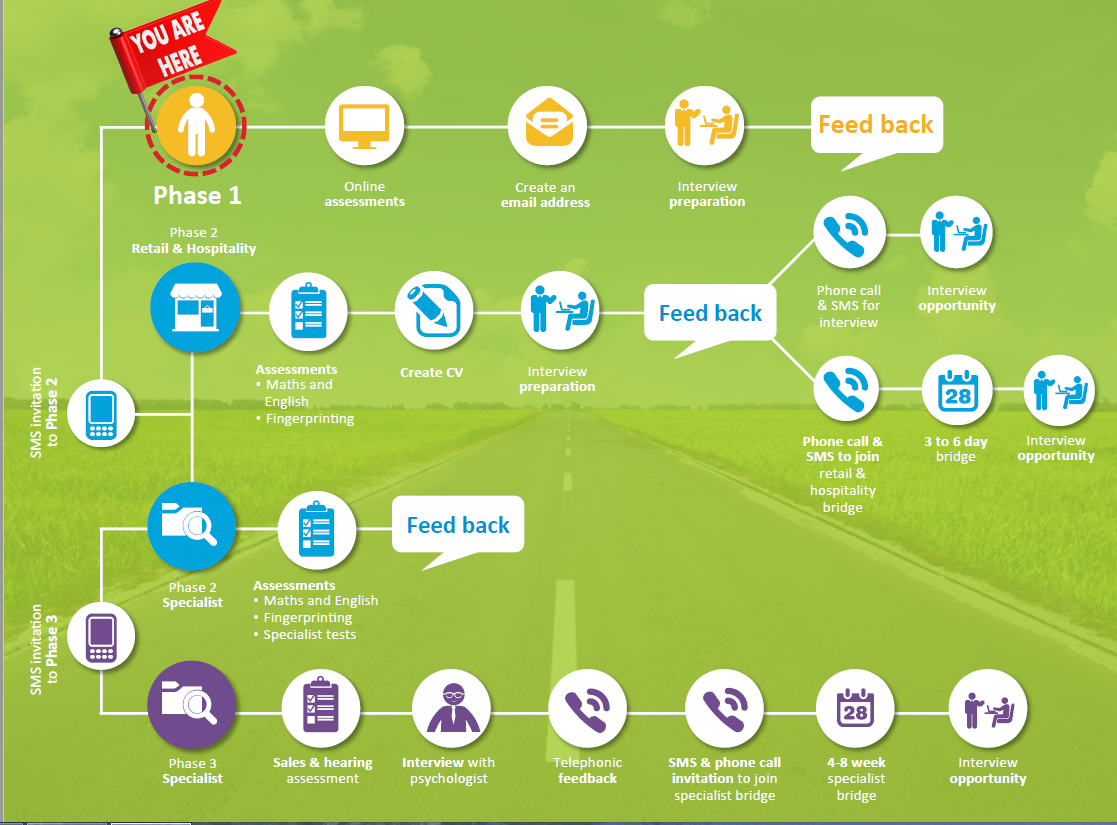 YOU ARE
HERE
Phase 1
Online
assessments
Create an
email address
Interview
preparation
Feed back
Phase 2
Retail & Hospitality
Assessments
• Maths and
English
• Fingerprinting
Create CV
Interview
preparation
Feed back
Phone call
& SMS for
interview
Interview
opportunity
Phone call &
SMS to join
retail &
hospitality
bridge
28
3 to 6 day
bridge
Interview
opportunity
SMS invitation
to Phase 2
Phase 2
Specialist
Assessments
• Maths and English
• Fingerprinting
• Specialist tests
Feed back
SMS invitation
to Phase 3
Phase 3
Specialist
Sales & hearing
assessment
Interview with
psychologist
Telephonic
feedback
SMS & phone call
invitation to join
specialist bridge
28
4-8 week
specialist
bridge
Interview
opportunity